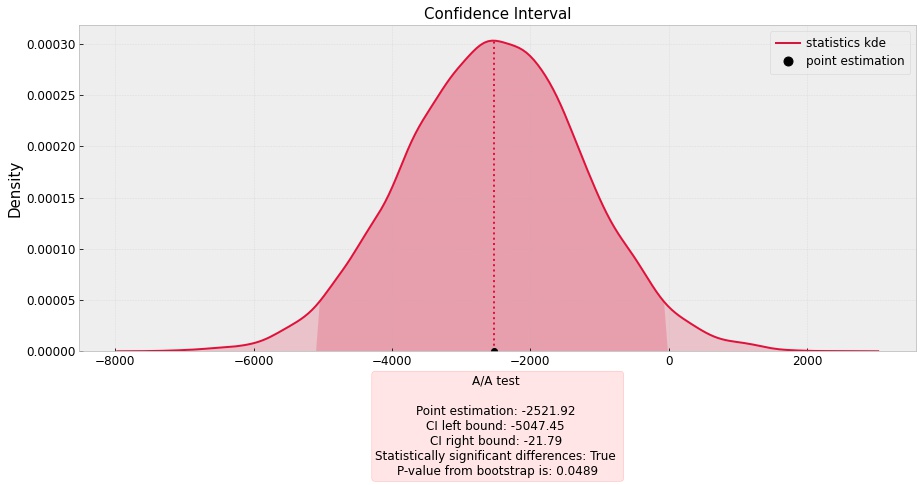 Confidence Interval
statistics kde
point estimation
Density
0.00030
0.00025
0.00020
0.00015
0.00010
0.00005
0.00000
−8000
−6000
−4000
−2000
0
2000
A/A test
Point estimation: -2521.92
CI left bound: -5047.45
CI right bound: -21.79
Statistically significant differences: True
P-value from bootstrap is: 0.0489